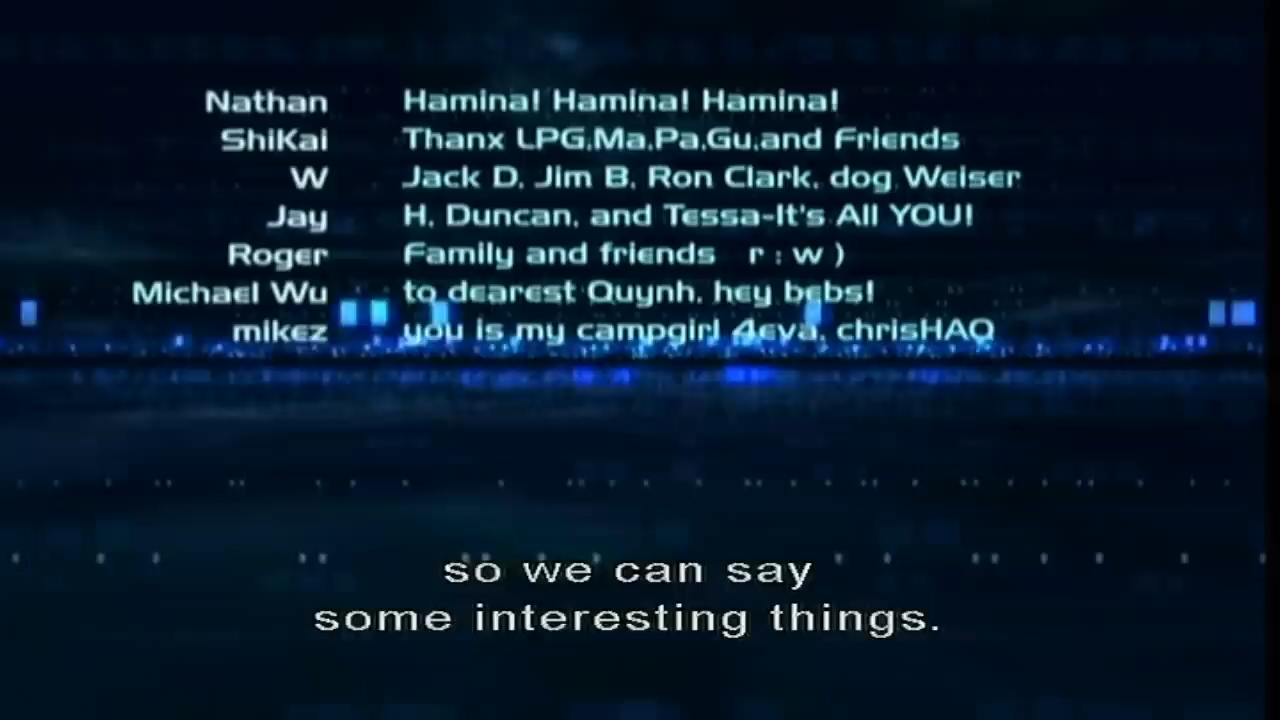 Nathan Hamina! Hamina! Hamina!
ShiKai Thanx LPG,Ma,Pa,Gu,and Friends
W Jack D, Jim B, Ron Clark, dog Weiser
Jay H, Duncan, and Tessa-It's All YOU!
Roger Family and friends r : w )
Michael Wu to dearest Quynh, hey bebs!
mikez you is my campgirl 4eva, chrisHAO
so we can say
some interesting things.